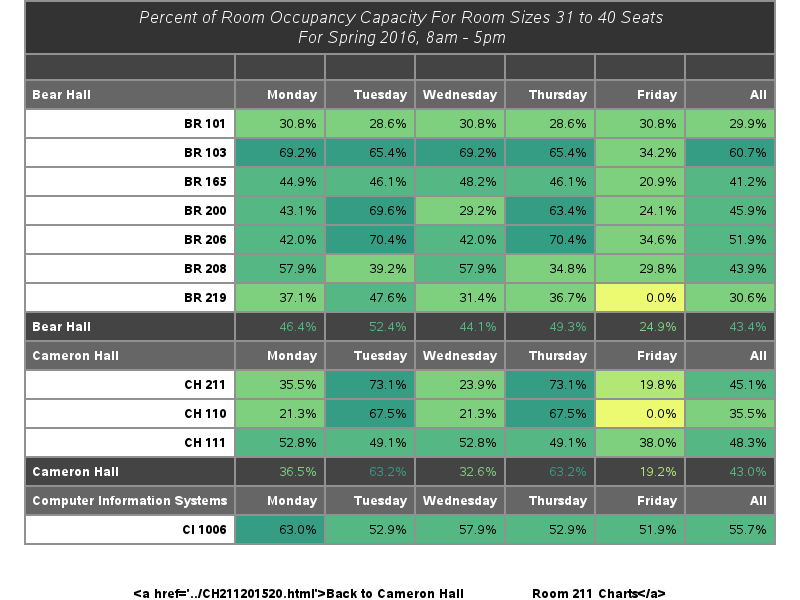 Percent of Room Occupancy Capacity For Room Sizes 31 to 40 Seats
For Spring 2016, 8am - 5pm
Bear Hall Monday Tuesday Wednesday Thursday Friday All
BR 101 30.8% 28.6% 30.8% 28.6% 30.8% 29.9%
BR 103 69.2% 65.4% 69.2% 65.4% 34.2% 60.7%
BR 165 44.9% 46.1% 48.2% 46.1% 20.9% 41.2%
BR 200 43.1% 69.6% 29.2% 63.4% 24.1% 45.9%
BR 206 42.0% 70.4% 42.0% 70.4% 34.6% 51.9%
BR 208 57.9% 39.2% 57.9% 34.8% 29.8% 43.9%
BR 219 37.1% 47.6% 31.4% 36.7% 0.0% 30.6%
Bear Hall 46.4% 52.4% 44.1% 49.3% 24.9% 43.4%
Cameron Hall Monday Tuesday Wednesday Thursday Friday All
CH 211 35.5% 73.1% 23.9% 73.1% 19.8% 45.1%
CH 110 21.3% 67.5% 21.3% 67.5% 0.0% 35.5%
CH 111 52.8% 49.1% 52.8% 49.1% 38.0% 48.3%
Cameron Hall 36.5% 63.2% 32.6% 63.2% 19.2% 43.0%
Computer Information Systems Monday Tuesday Wednesday Thursday Friday All
CI 1006 63.0% 52.9% 57.9% 52.9% 51.9% 55.7%
<a href='../CH211201520.html'>Back to Cameron Hall Room 211 Charts</a>